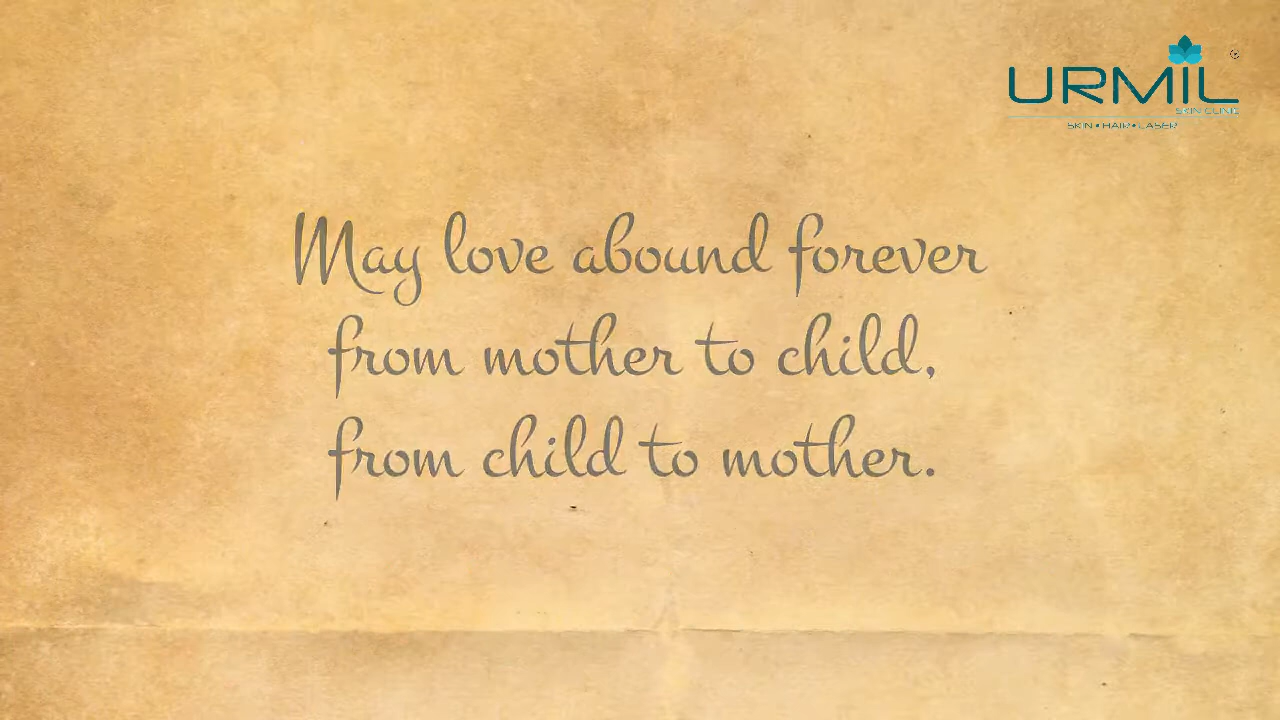 URMIL
SKIN CLINIC
SKIN • HAIR • LASER
May love abound forever
from mother to child,
from child to mother.